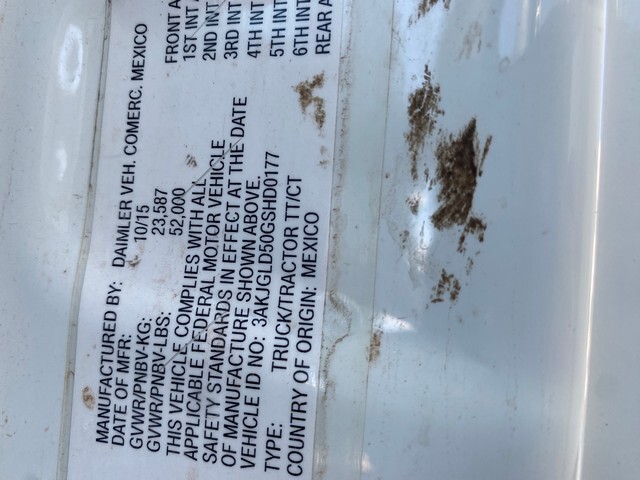 MANUFACTURED BY: DAIMLER VEH. COMERC. MEXICO
DATE OF MFR: 10/15
GVWR/PNBV-KG: 23,587
GVWR/PNBV-LBS: 52,000
THIS VEHICLE COMPLIES WITH ALL
APPLICABLE FEDERAL MOTOR VEHICLE
SAFETY STANDARDS IN EFFECT AT THE DATE
OF MANUFACTURE SHOWN ABOVE.
VEHICLE ID NO: 3AKJGLD50GSHD0177
TYPE: TRUCK/TRACTOR TT/CT
COUNTRY OF ORIGIN: MEXICO
FRONT A
1ST INT A
2ND INT
3RD INT
4TH INT
5TH INT
6TH INT
REAR A